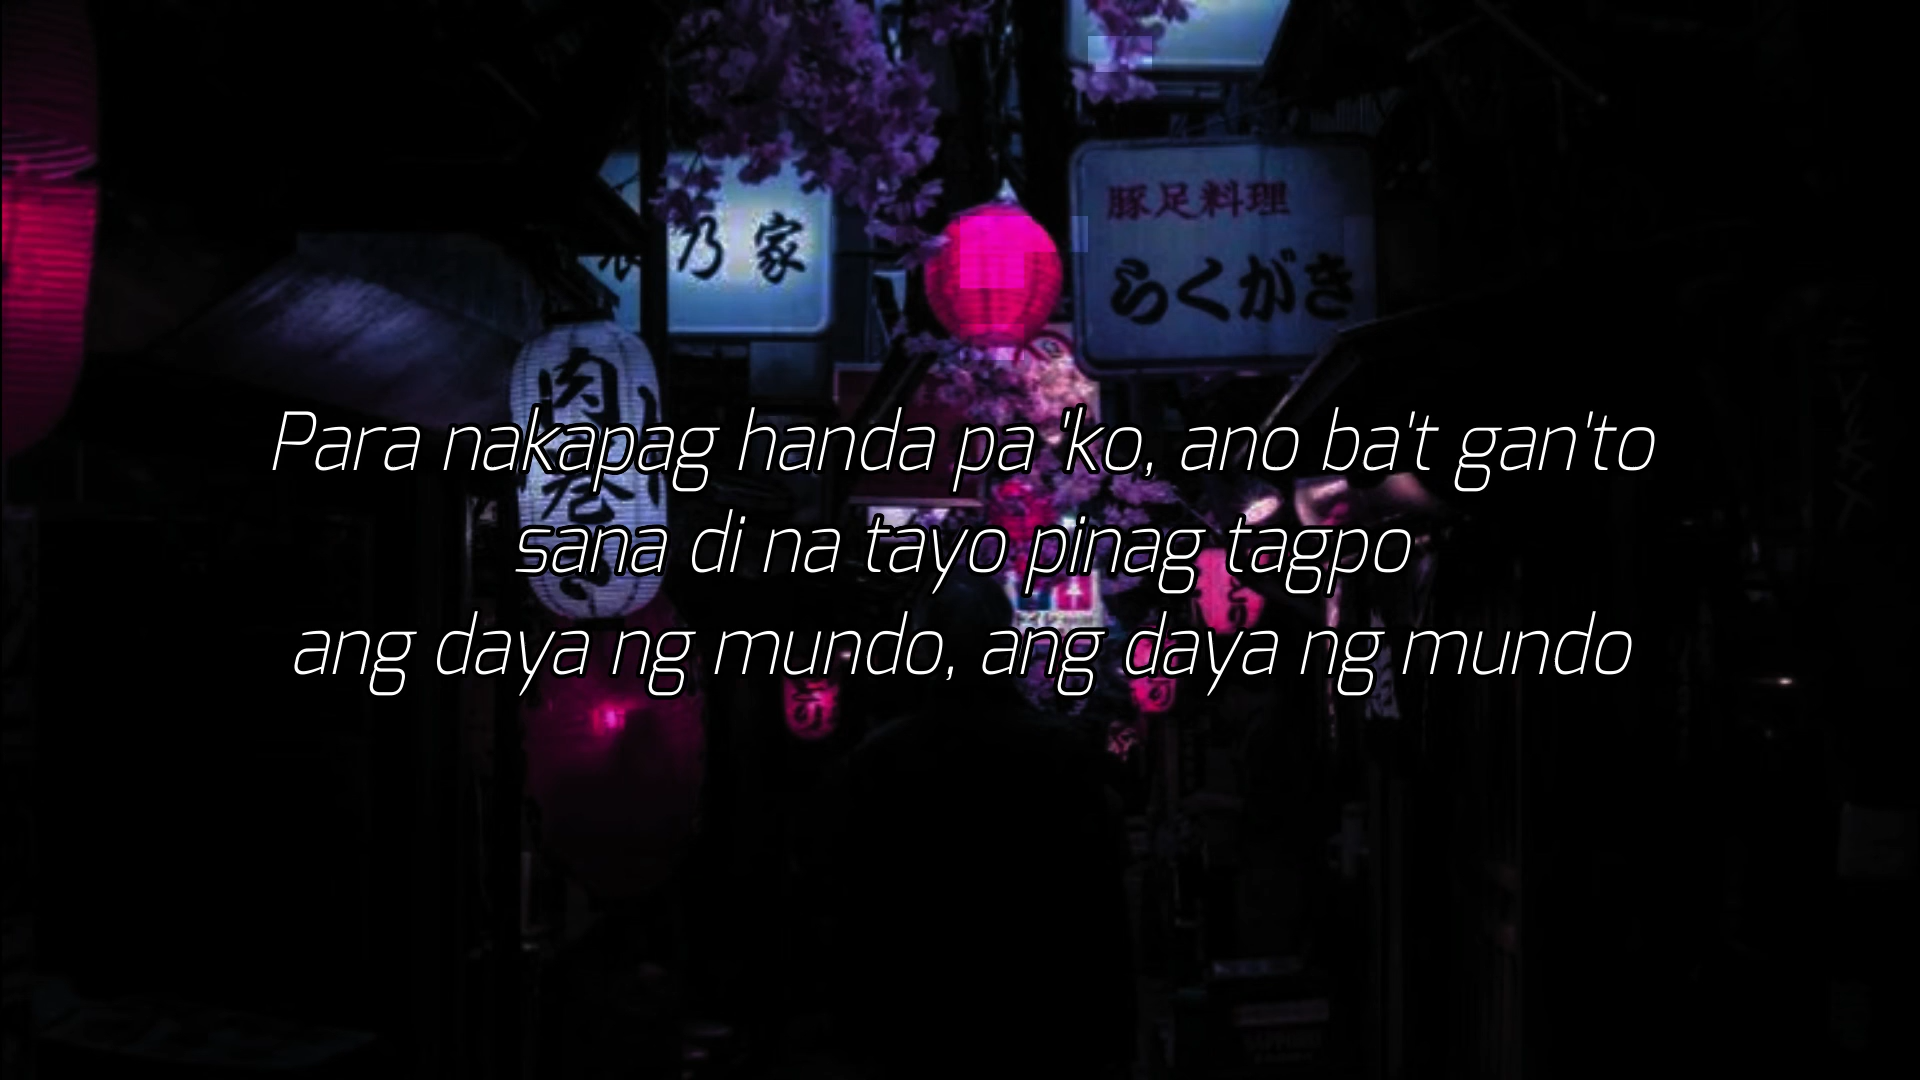 乃家
豚足料理
らくがき
肉巻
Para nakapag handa pa 'ko, ano ba't gan'to
sana di na tayo pinag tagpo
ang daya ng mundo, ang daya ng mundo